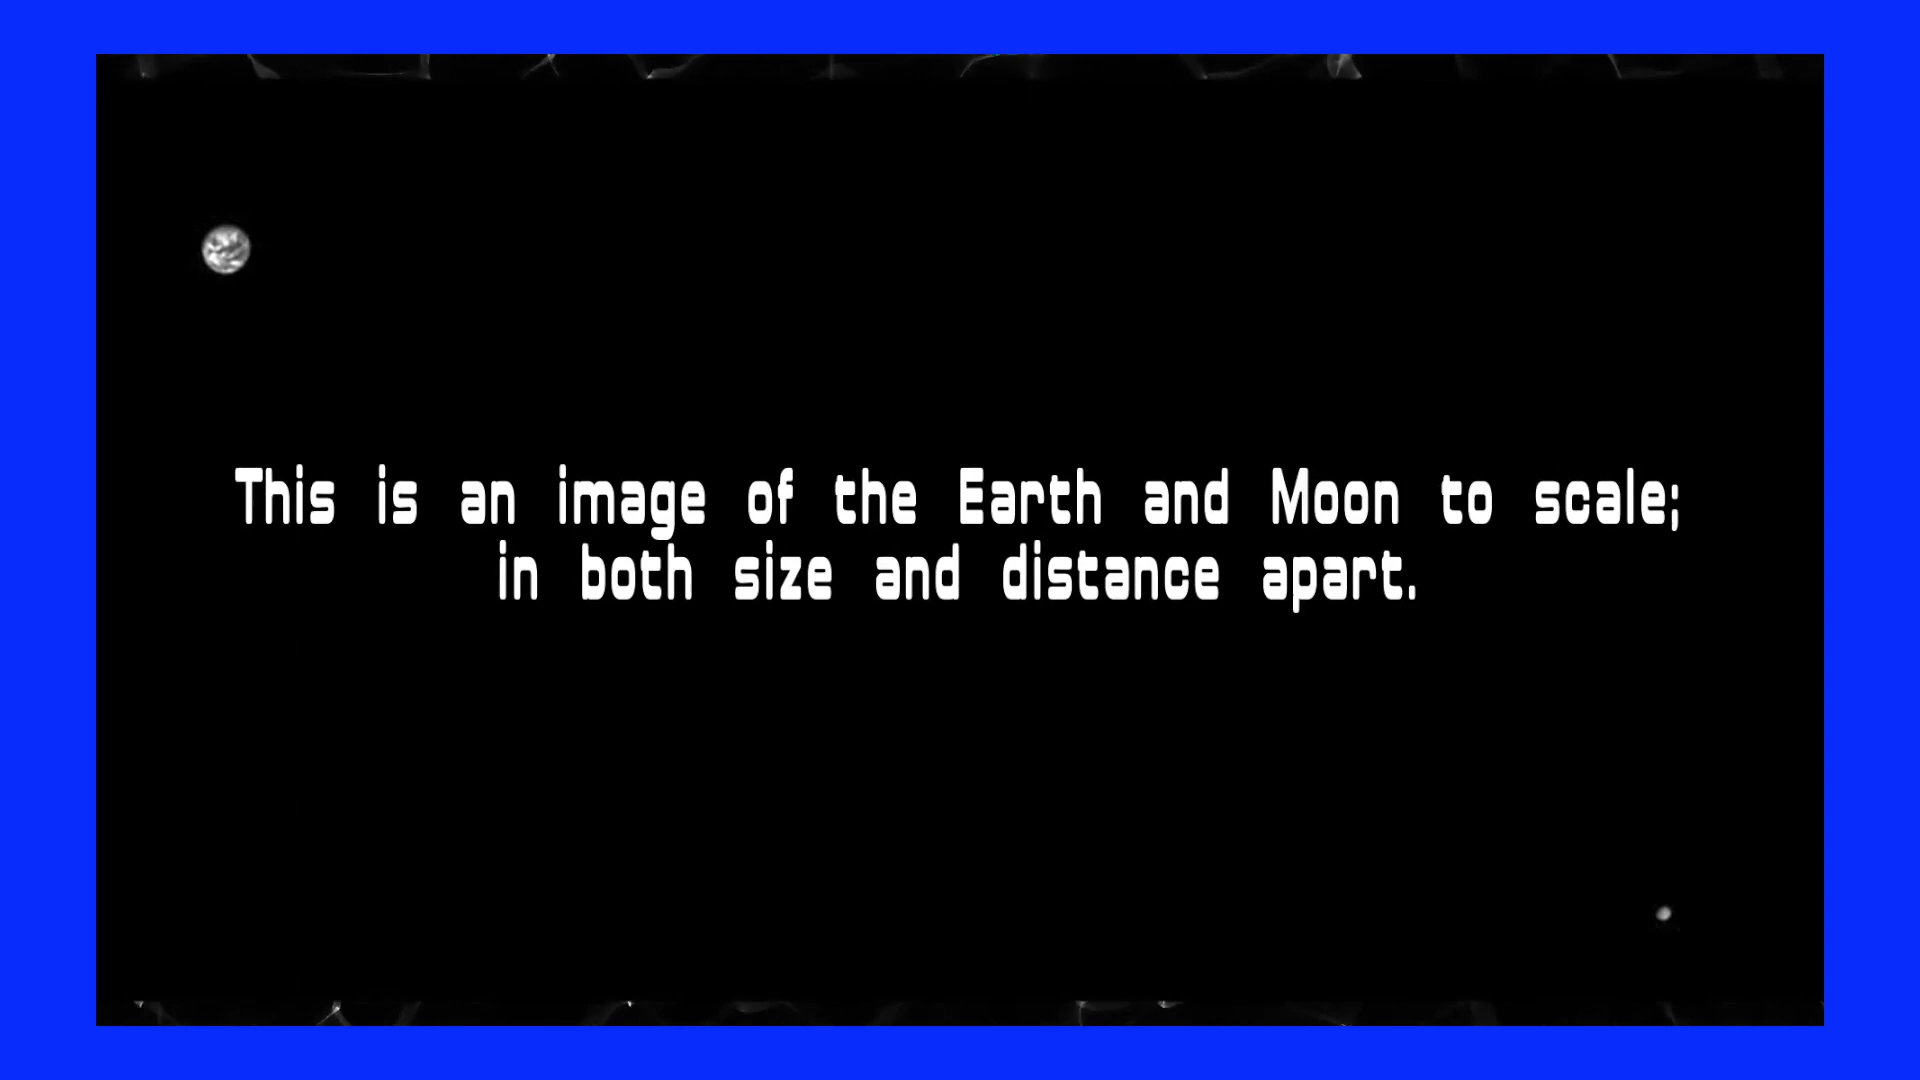 This is an image of the Earth and Moon to scale;
in both size and distance apart.